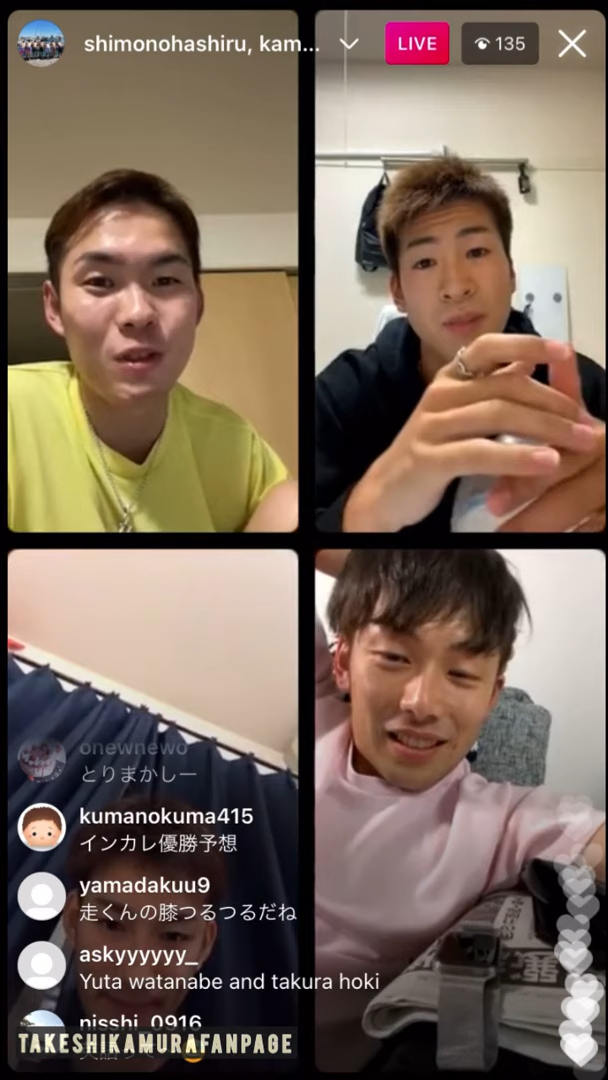 shimonohashiru, kam...
LIVE
135
onewnewo
とりまかしー
kumanokuma415
インカレ優勝予想
yamadakuu9
走くんの膝つるつるだね
askyyyyyy_
Yuta watanabe and takura hoki
nisshi_0916
TAKESHIKAMURAFANPAGE